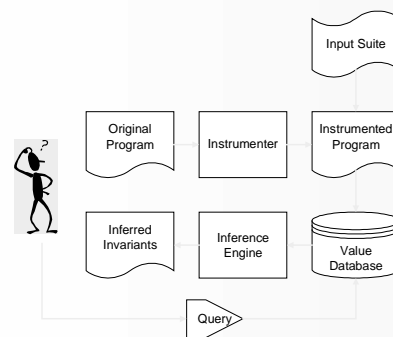 Input Suite
?
Original
Program
Instrumenter
Instrumented
Program
Inferred
Invariants
Inference
Engine
Value
Database
Query